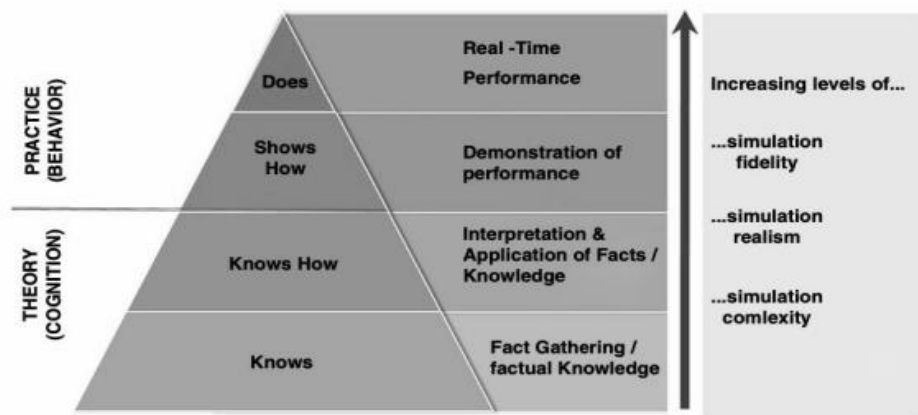 PRACTICE
(BEHAVIOR)
THEORY
(COGNITION)
Does
Shows
How
Knows How
Knows
Real -Time
Performance
Demonstration of
performance
Interpretation &
Application of Facts /
Knowledge
Fact Gathering /
factual Knowledge
Increasing levels of...
...simulation
fidelity
...simulation
realism
...simulation
comlexity